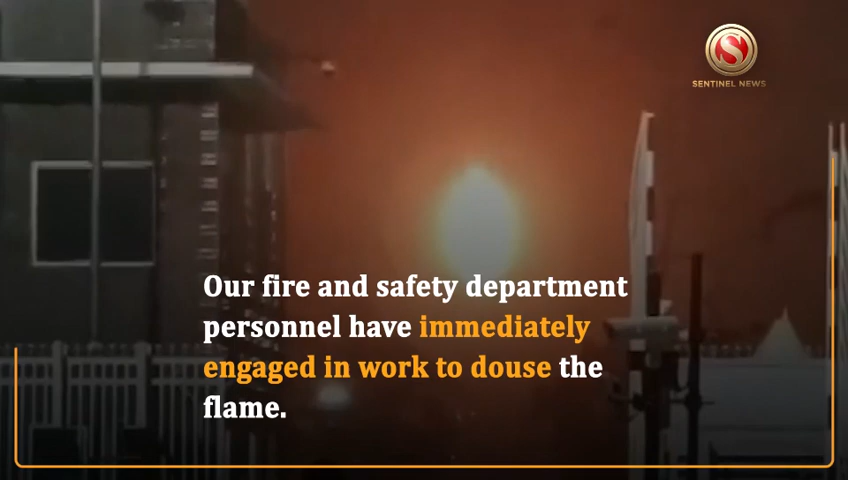 S
SENTINEL NEWS
Our fire and safety department
personnel have immediately
engaged in work to douse the
flame.